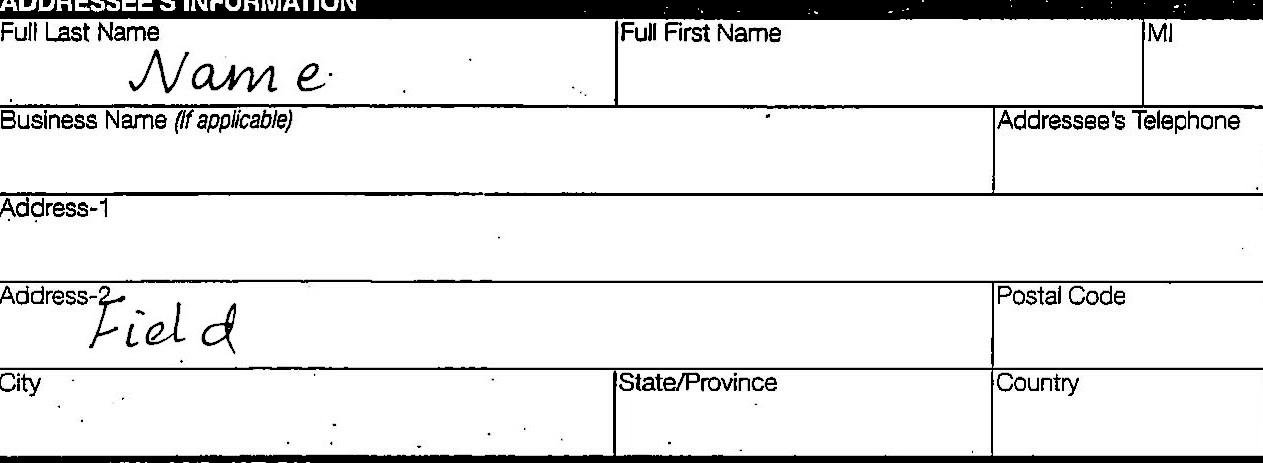 ADDRESSEE'S INFORMATION
Full Last Name Full First Name MI
Name
Business Name (If applicable) Addressee's Telephone
Address-1
Address-2 Postal Code
Field
City State/Province Country